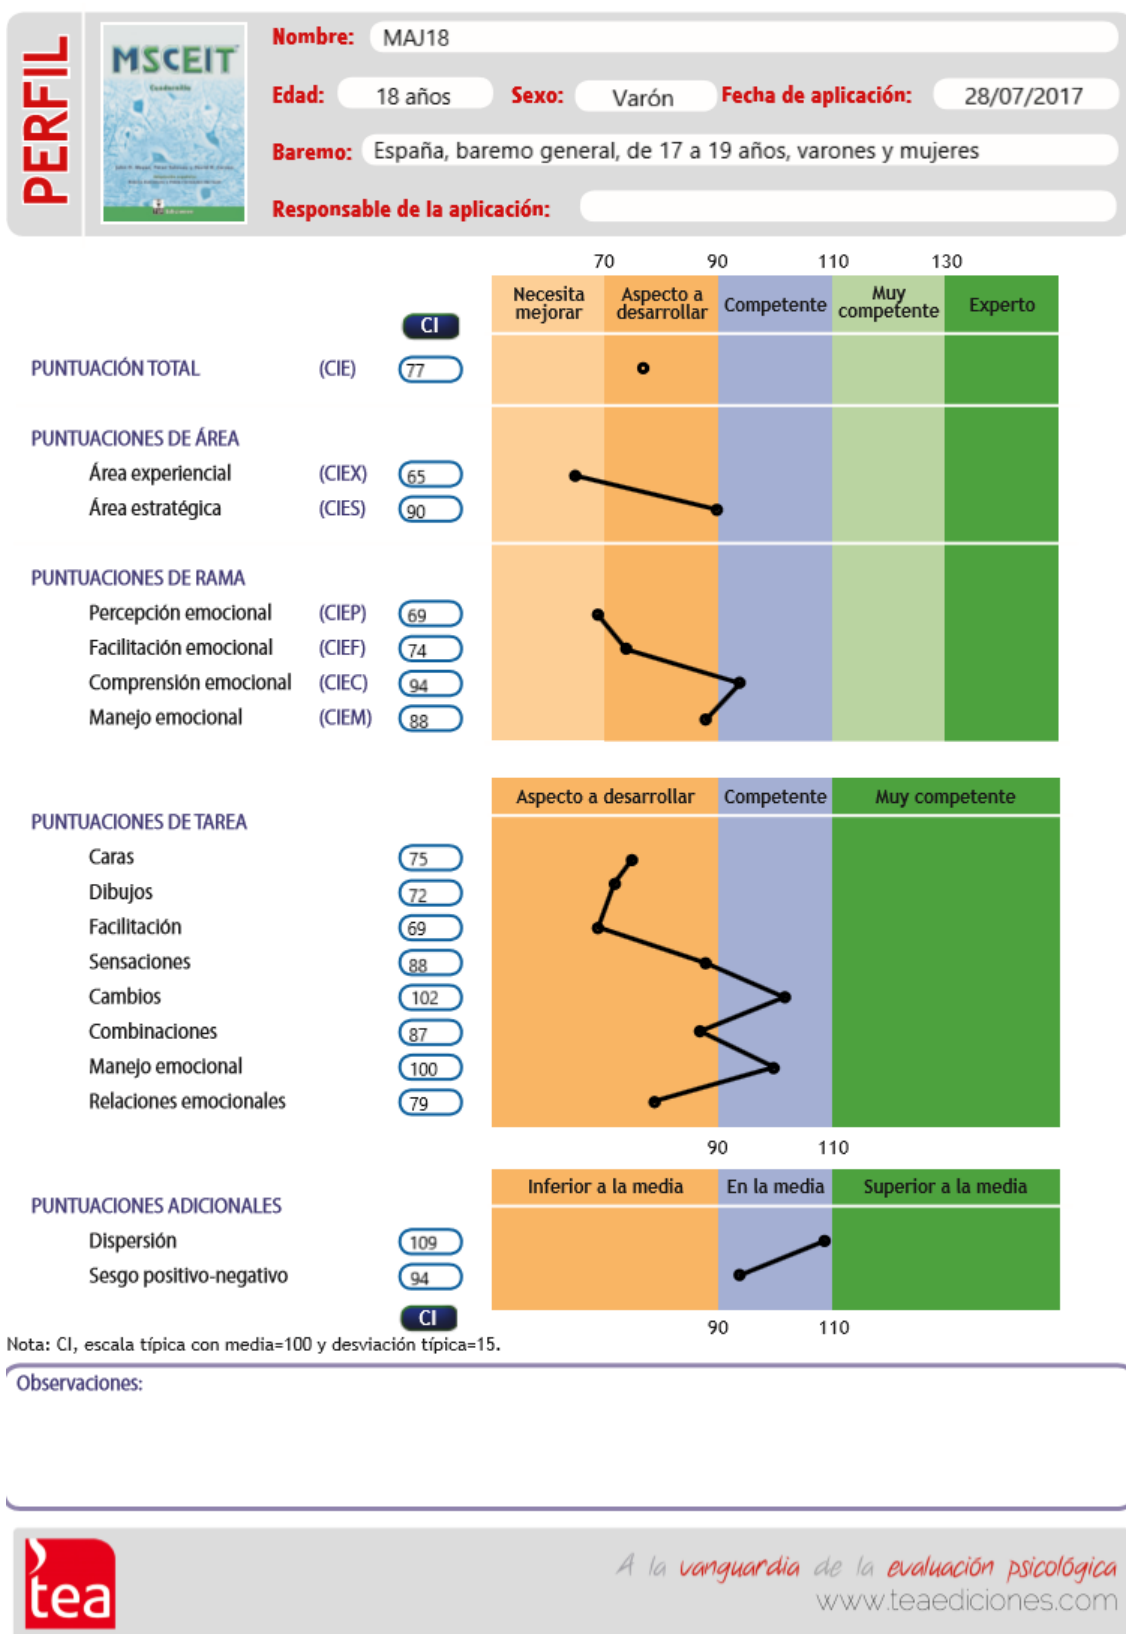 PERFIL
MSCEIT
Cuadernillo
Nombre: MAJ18
Edad: 18 años Sexo: Varón Fecha de aplicación: 28/07/2017
Baremo: España, baremo general, de 17 a 19 años, varones y mujeres
Responsable de la aplicación:
70 90 110 130
CI Necesita mejorar Aspecto a desarrollar Competente Muy competente Experto
PUNTUACIÓN TOTAL (CIE) 77
PUNTUACIONES DE ÁREA
Área experiencial (CIEX) 65
Área estratégica (CIES) 90
PUNTUACIONES DE RAMA
Percepción emocional (CIEP) 69
Facilitación emocional (CIEF) 74
Comprensión emocional (CIEC) 94
Manejo emocional (CIEM) 88
Aspecto a desarrollar Competente Muy competente
PUNTUACIONES DE TAREA
Caras 75
Dibujos 72
Facilitación 69
Sensaciones 88
Cambios 102
Combinaciones 87
Manejo emocional 100
Relaciones emocionales 79
90 110
Inferior a la media En la media Superior a la media
PUNTUACIONES ADICIONALES
Dispersión 109
Sesgo positivo-negativo 94
CI
90 110
Nota: CI, escala típica con media=100 y desviación típica=15.
Observaciones:
tea
A la vanguardia de la evaluación psicológica
www.teaediciones.com